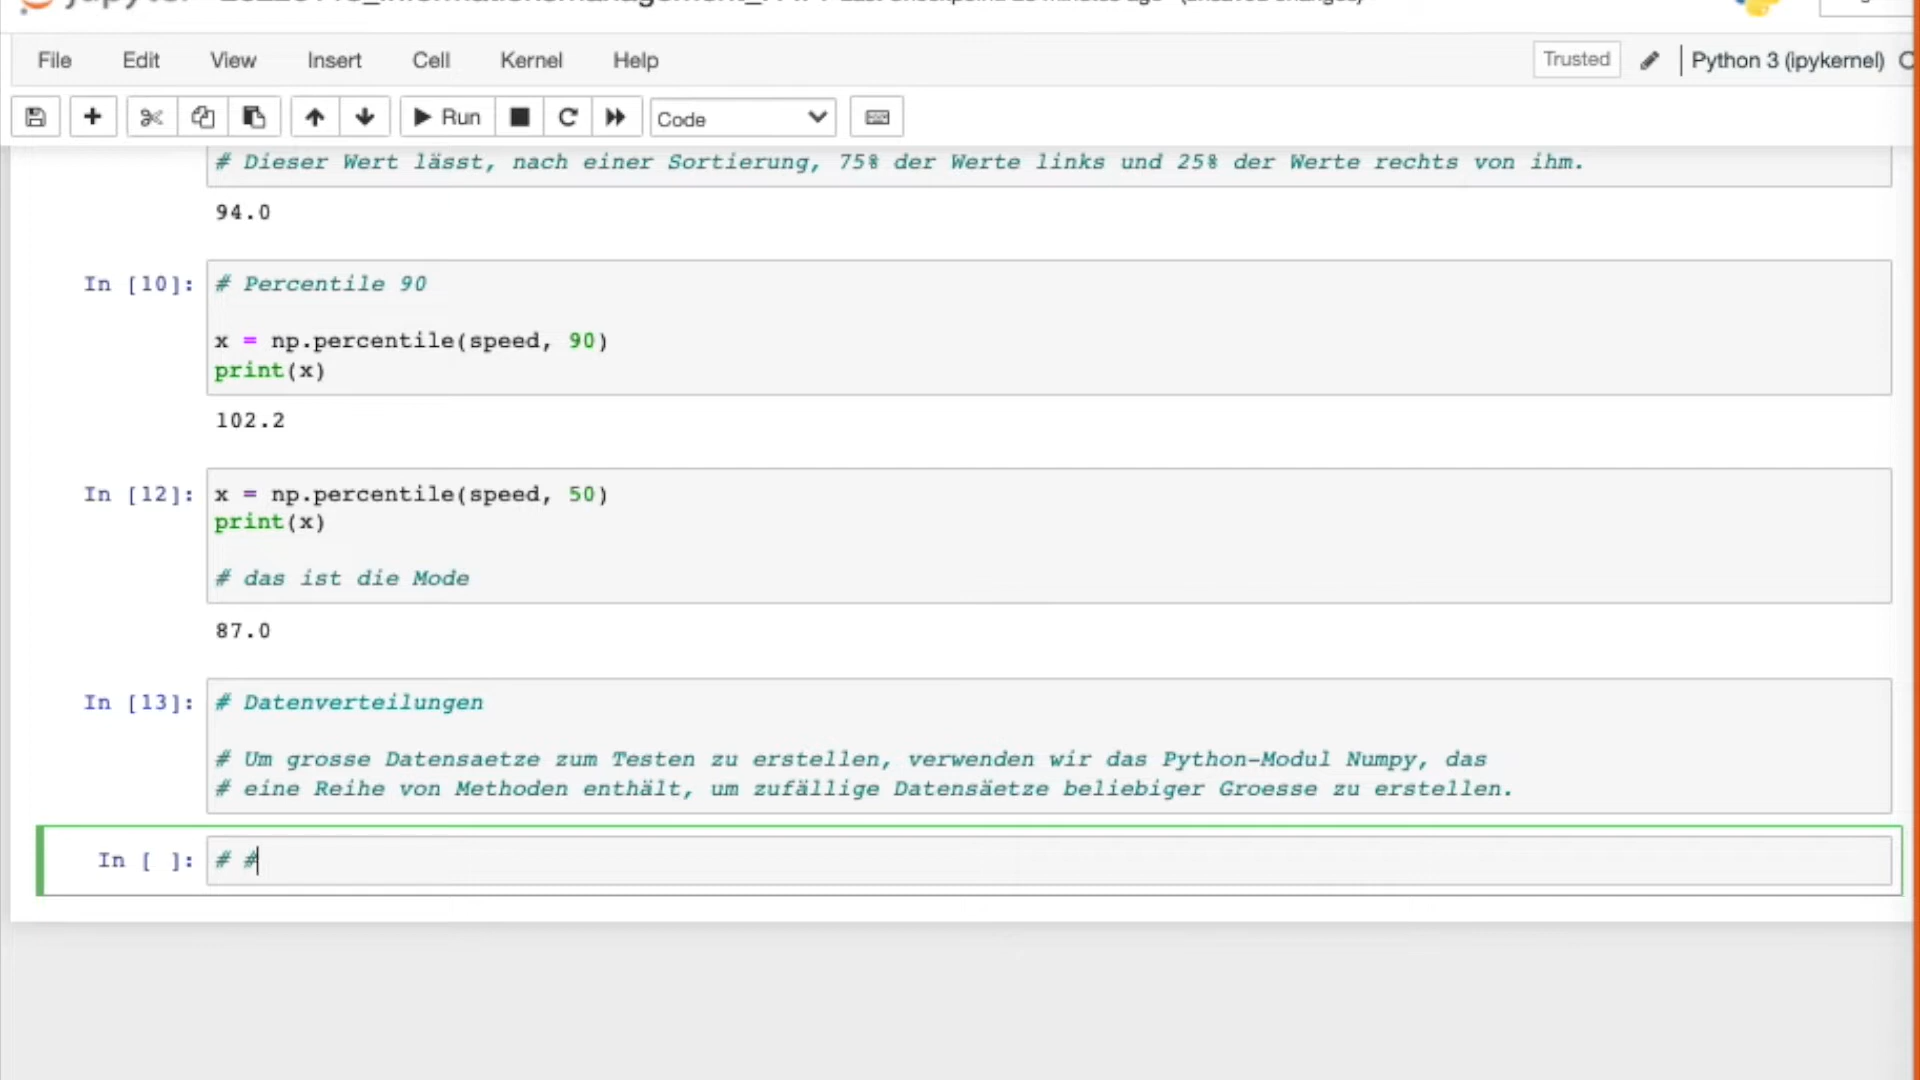 File Edit View Insert Cell Kernel Help Trusted Python 3 (ipykernel)
Run Code
# Dieser Wert lässt, nach einer Sortierung, 75% der Werte links und 25% der Werte rechts von ihm.
94.0
In [10]: # Percentile 90
x = np.percentile(speed, 90)
print(x)
102.2
In [12]: x = np.percentile(speed, 50)
print(x)
# das ist die Mode
87.0
In [13]: # Datenverteilungen
# Um grosse Datensaetze zum Testen zu erstellen, verwenden wir das Python-Modul Numpy, das
# eine Reihe von Methoden enthält, um zufällige Datensäetze beliebiger Groesse zu erstellen.
In [ ]: # #